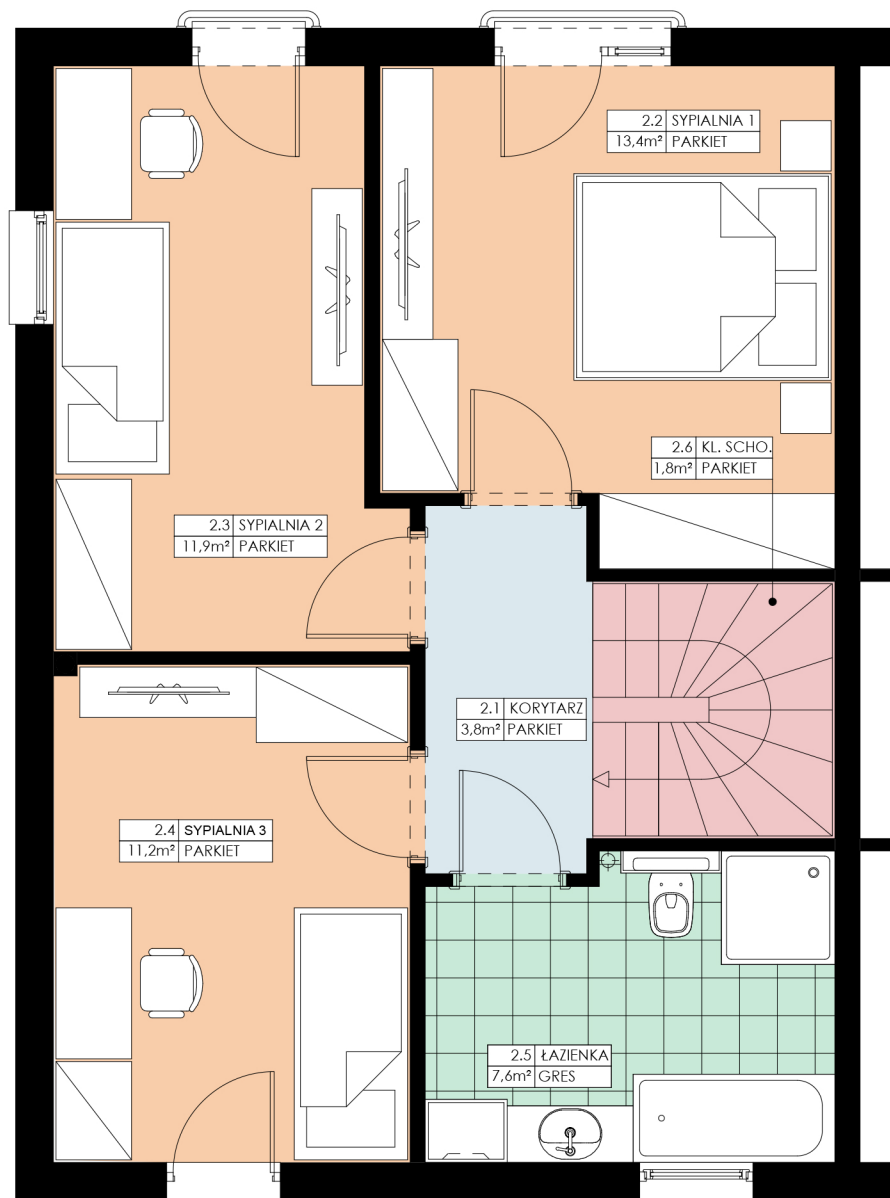 2.2 SYPIALNIA 1
13,4m² PARKIET
2.6 KL. SCHO.
1,8m² PARKIET
2.3 SYPIALNIA 2
11,9m² PARKIET
2.1 KORYTARZ
3,8m² PARKIET
2.4 SYPIALNIA 3
11,2m² PARKIET
2.5 ŁAZIENKA
7,6m² GRES